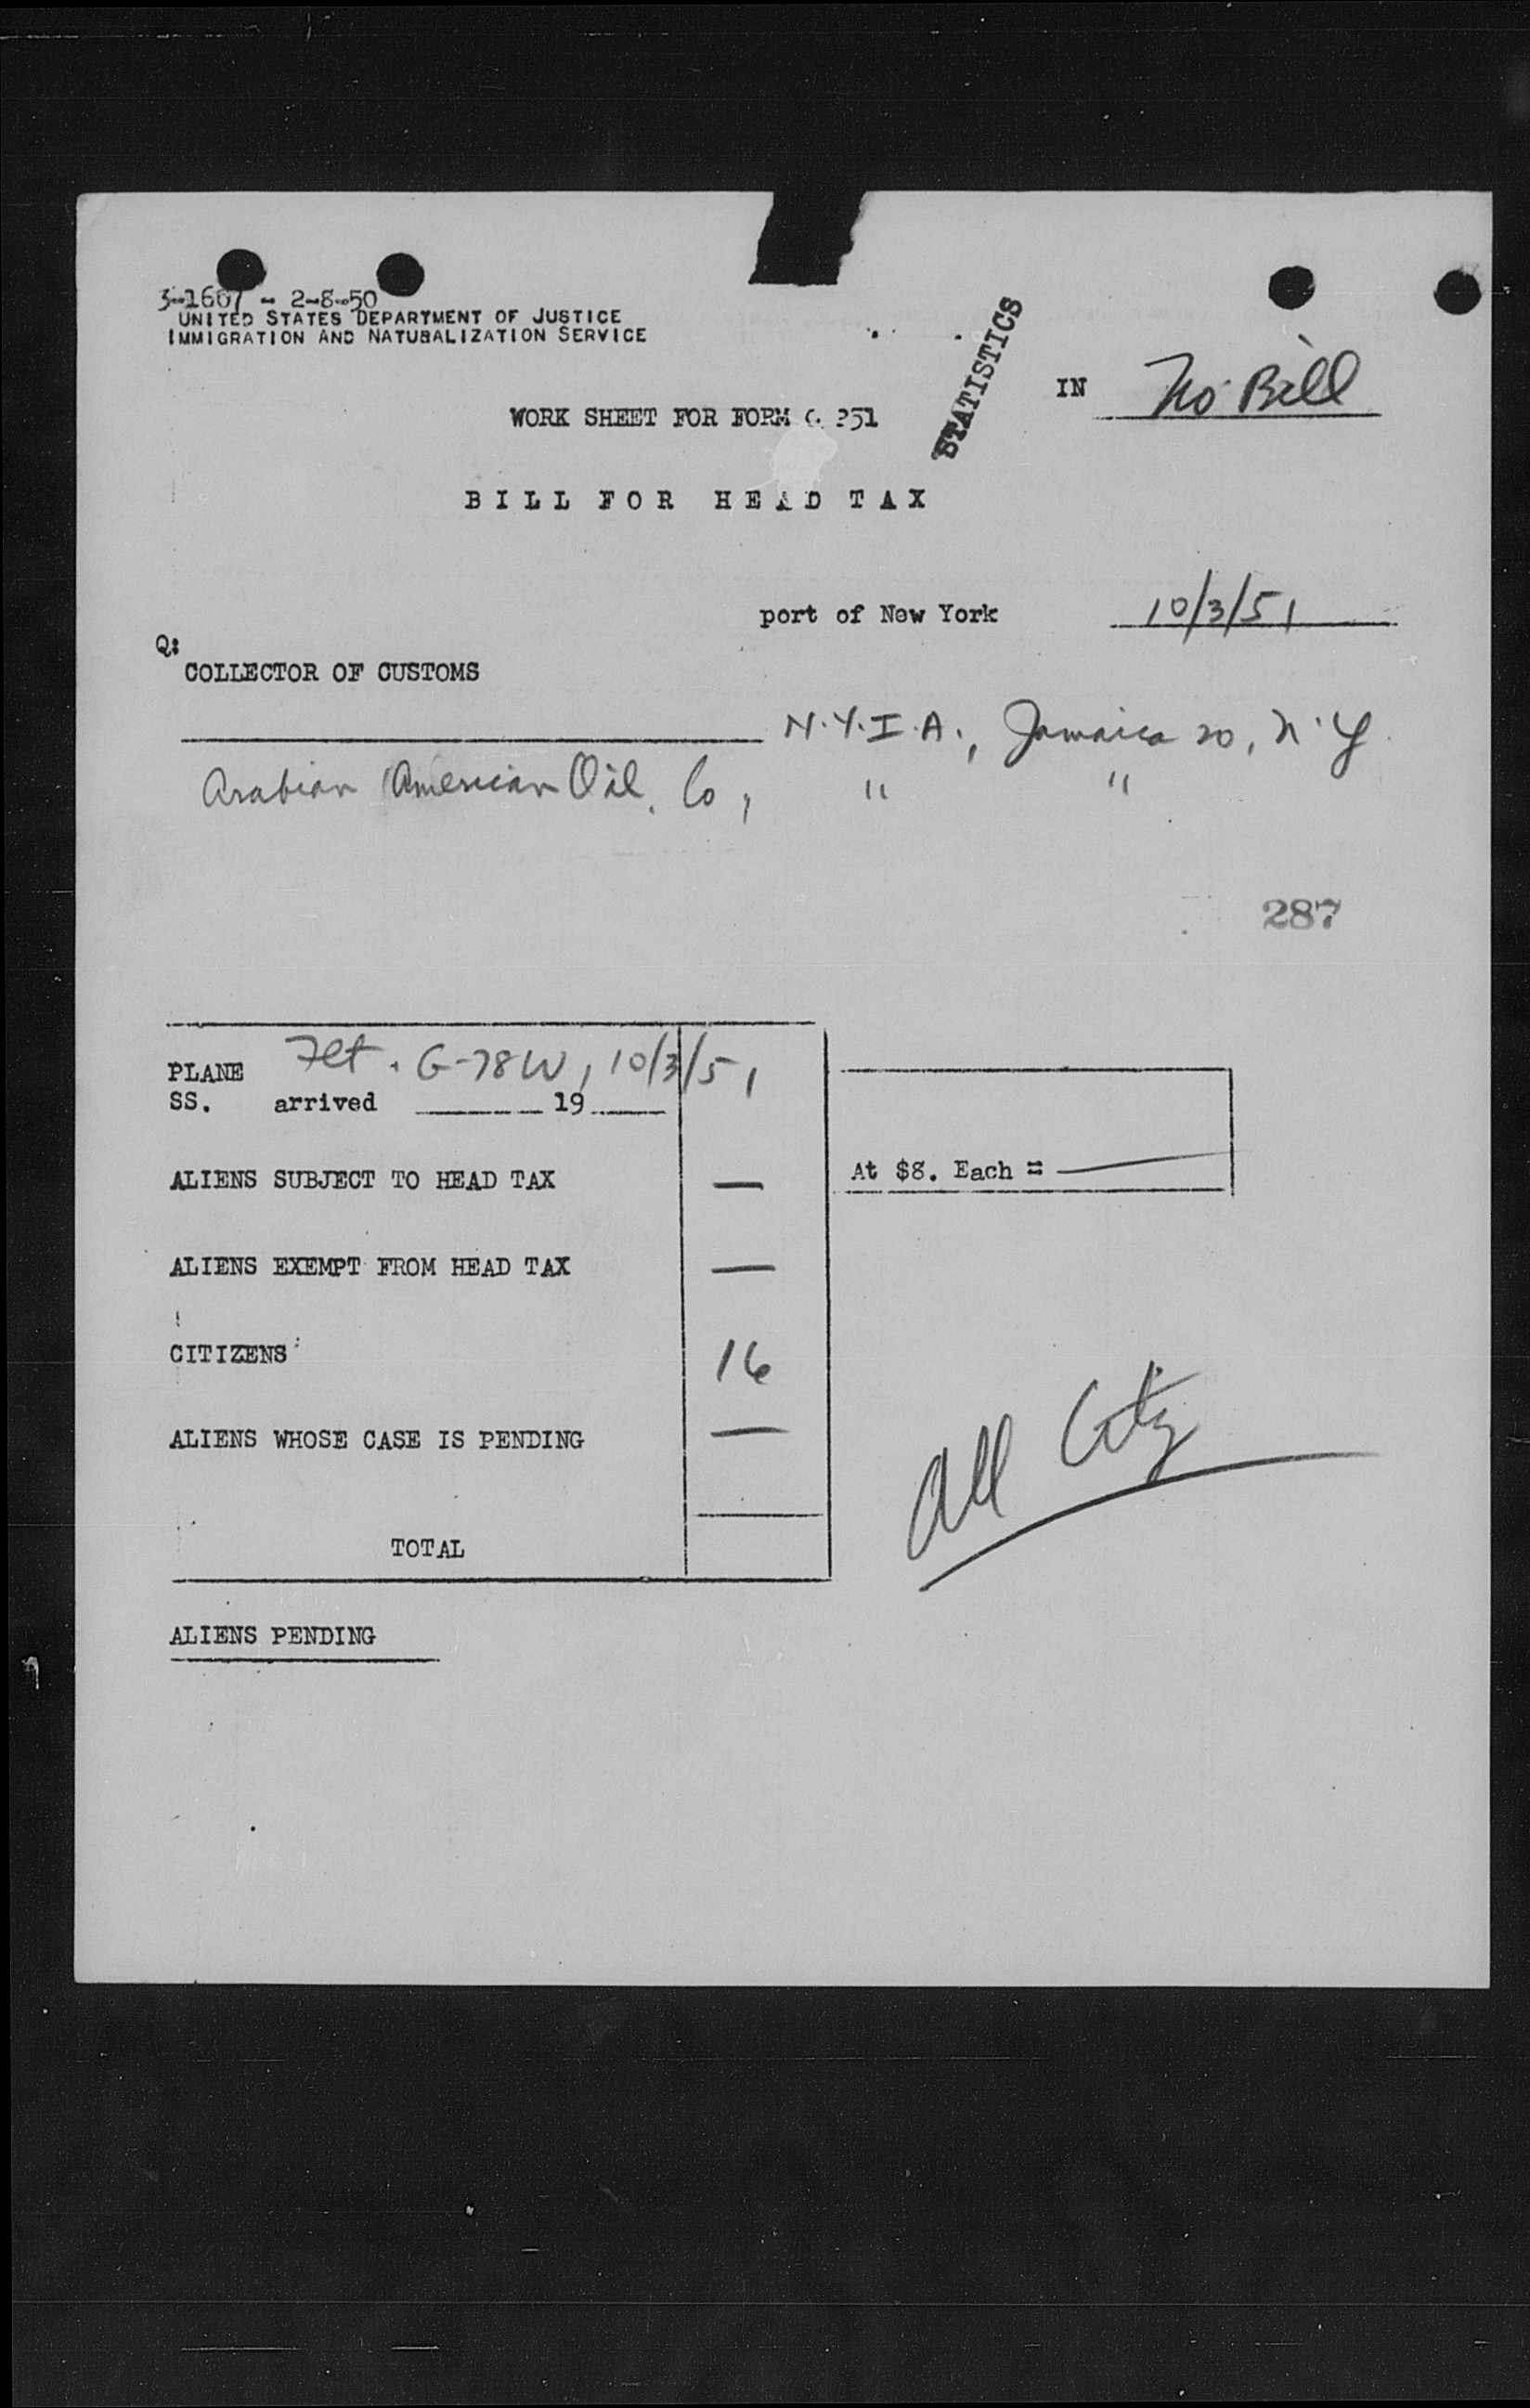 3-1667 - 2-8-50
UNITED STATES DEPARTMENT OF JUSTICE
IMMIGRATION AND NATURALIZATION SERVICE
STATISTICS
IN No Bill
WORK SHEET FOR FORM G 351
BILL FOR HEAD TAX
port of New York 10/3/51
Q:
COLLECTOR OF CUSTOMS
N.Y.I.A., Jamaica 20, N.Y.
Arabian American Oil. Co, " "
287
PLANE Flt. G-78W, 10/3/51
SS. arrived 19
ALIENS SUBJECT TO HEAD TAX —
At $8. Each = —
ALIENS EXEMPT FROM HEAD TAX —
CITIZENS 16
ALIENS WHOSE CASE IS PENDING —
All Citz
TOTAL
ALIENS PENDING